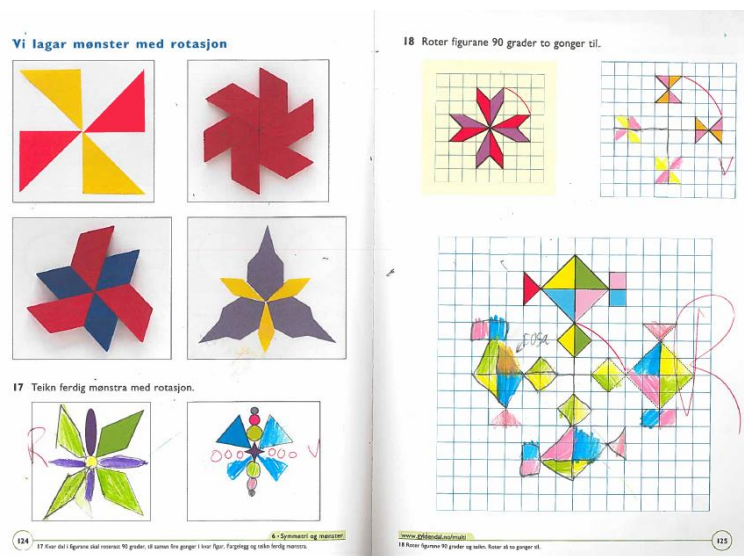 Vi lagar mønster med rotasjon
17 Teikn ferdig mønstra med rotasjon.
R
V
6 • Symmetri og mønster
124
17 Kvar del i figurane skal roterast 90 grader, til saman fire gonger i kvar figur. Fargelegg og teikn ferdig mønstra.
18 Roter figurane 90 grader to gonger til.
V
rosa
R
www.gyldendal.no/multi
18 Roter figurane 90 grader og teikn. Roter så to gonger til.
125